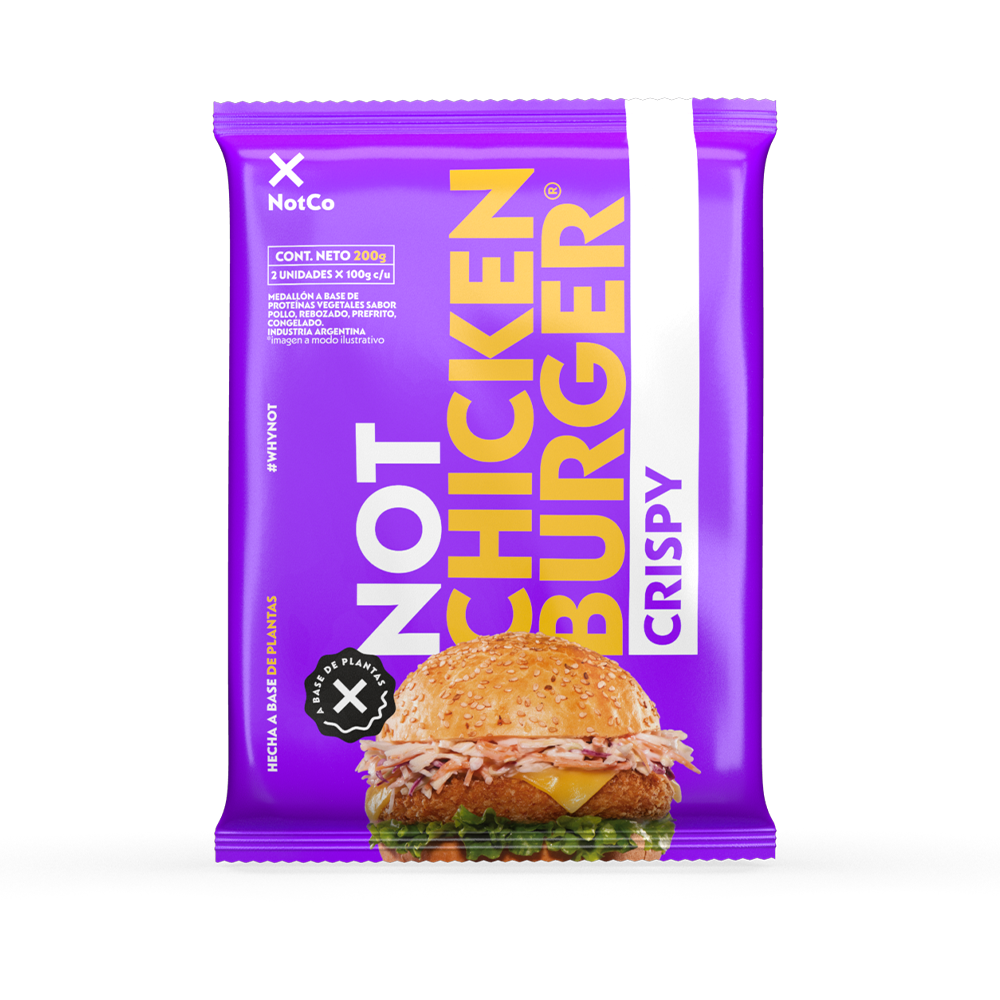 NotCo
CONT. NETO 200g
2 UNIDADES X 100g c/u
MEDALLÓN A BASE DE
PROTEÍNAS VEGETALES SABOR
POLLO, REBOZADO, PREFRITO,
CONGELADO.
INDUSTRIA ARGENTINA
*Imagen a modo ilustrativo
#WHYNOT
HECHA A BASE DE PLANTAS
NOT
CHICKEN
BURGER®
CRISPY
A BASE DE PLANTAS